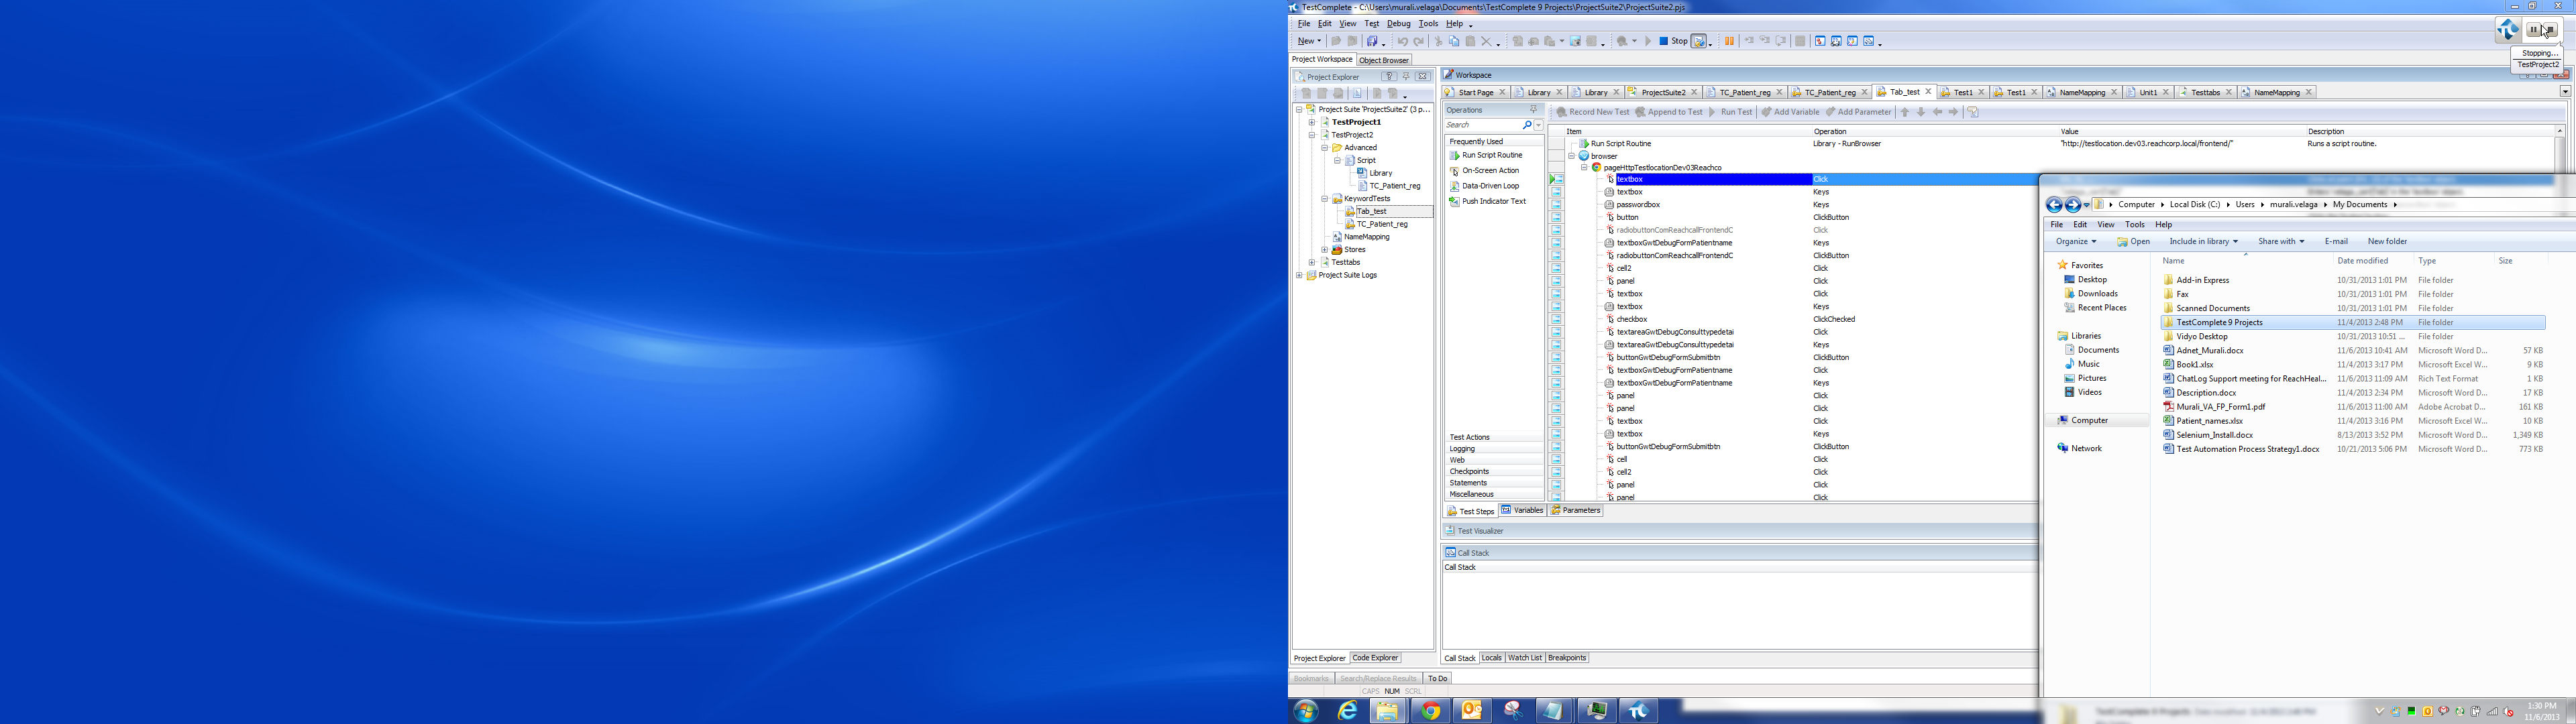 TestComplete - C:\Users\murali.velaga\Documents\TestComplete 9 Projects\ProjectSuite2\ProjectSuite2.pjs
File Edit View Test Debug Tools Help
New Stop
Stopping...
TestProject2
Project Workspace Object Browser
Project Explorer
Project Suite 'ProjectSuite2' (3 p...
TestProject1
TestProject2
Advanced
Script
Library
TC_Patient_reg
KeywordTests
Tab_test
TC_Patient_reg
NameMapping
Stores
Testtabs
Project Suite Logs
Project Explorer Code Explorer
Workspace
Start Page Library Library ProjectSuite2 TC_Patient_reg TC_Patient_reg Tab_test Test1 Test1 NameMapping Unit1 Testtabs NameMapping
Operations
Search
Frequently Used
Run Script Routine
On-Screen Action
Data-Driven Loop
Push Indicator Text
Test Actions
Logging
Web
Checkpoints
Statements
Miscellaneous
Record New Test Append to Test Run Test Add Variable Add Parameter
Item Operation Value Description
Run Script Routine Library - RunBrowser "http://testlocation.dev03.reachcorp.local/frontend/" Runs a script routine.
browser
pageHttpTestlocationDev03Reachco
textbox Click
textbox Keys
passwordbox Keys
button ClickButton
radiobuttonComReachcallFrontendC Click
textboxGwtDebugFormPatientname Keys
radiobuttonComReachcallFrontendC ClickButton
cell2 Click
panel Click
textbox Click
textbox Keys
checkbox ClickChecked
textareaGwtDebugConsulttypedetai Click
textareaGwtDebugConsulttypedetai Keys
buttonGwtDebugFormSubmitbtn ClickButton
textboxGwtDebugFormPatientname Click
textboxGwtDebugFormPatientname Keys
panel Click
panel Click
textbox Click
textbox Keys
buttonGwtDebugFormSubmitbtn ClickButton
cell Click
cell2 Click
panel Click
panel Click
Test Steps Variables Parameters
Test Visualizer
Call Stack
Call Stack
Call Stack Locals Watch List Breakpoints
Bookmarks Search/Replace Results To Do
CAPS NUM SCRL
Computer Local Disk (C:) Users murali.velaga My Documents
File Edit View Tools Help
Organize Open Include in library Share with E-mail New folder
Favorites
Desktop
Downloads
Recent Places
Libraries
Documents
Music
Pictures
Videos
Computer
Network
Name Date modified Type Size
Add-in Express 10/31/2013 1:01 PM File folder
Fax 10/31/2013 1:01 PM File folder
Scanned Documents 10/31/2013 1:01 PM File folder
TestComplete 9 Projects 11/4/2013 2:48 PM File folder
Vidyo Desktop 10/31/2013 10:51 ... File folder
Adnet_Murali.docx 11/6/2013 10:41 AM Microsoft Word D... 57 KB
Book1.xlsx 11/4/2013 3:17 PM Microsoft Excel W... 9 KB
ChatLog Support meeting for ReachHeal... 11/6/2013 11:09 AM Rich Text Format 1 KB
Description.docx 11/4/2013 2:34 PM Microsoft Word D... 17 KB
Murali_VA_FP_Form1.pdf 11/6/2013 11:00 AM Adobe Acrobat D... 161 KB
Patient_names.xlsx 11/4/2013 3:16 PM Microsoft Excel W... 10 KB
Selenium_Install.docx 8/13/2013 3:52 PM Microsoft Word D... 1,349 KB
Test Automation Process Strategy1.docx 10/21/2013 5:06 PM Microsoft Word D... 773 KB
1:30 PM
11/6/2013